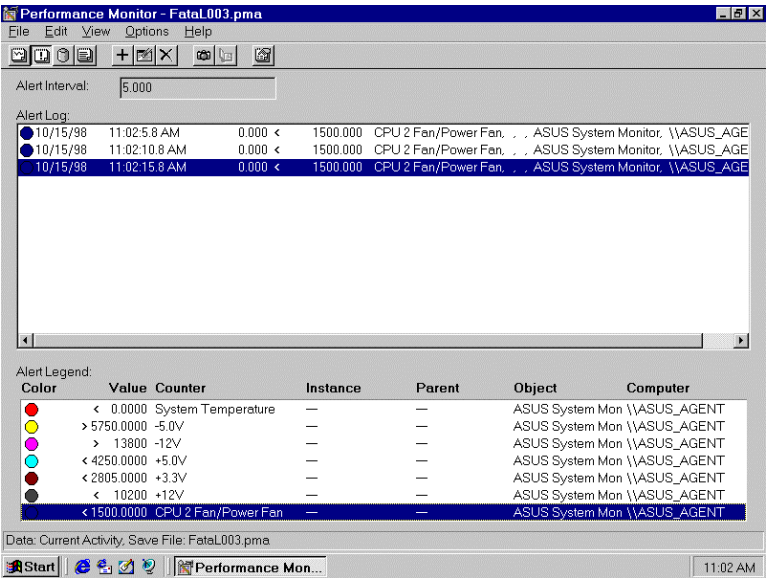 Performance Monitor - FataL003.pma
File Edit View Options Help
Alert Interval: 5.000
Alert Log:
10/15/98 11:02:5.8 AM 0.000 < 1500.000 CPU 2 Fan/Power Fan, , , ASUS System Monitor, \\ASUS_AGE
10/15/98 11:02:10.8 AM 0.000 < 1500.000 CPU 2 Fan/Power Fan, , , ASUS System Monitor, \\ASUS_AGE
10/15/98 11:02:15.8 AM 0.000 < 1500.000 CPU 2 Fan/Power Fan, , , ASUS System Monitor, \\ASUS_AGE
Alert Legend:
Color Value Counter Instance Parent Object Computer
< 0.0000 System Temperature — — ASUS System Mon \\ASUS_AGENT
> 5750.0000 -5.0V — — ASUS System Mon \\ASUS_AGENT
> 13800 -12V — — ASUS System Mon \\ASUS_AGENT
< 4250.0000 +5.0V — — ASUS System Mon \\ASUS_AGENT
< 2805.0000 +3.3V — — ASUS System Mon \\ASUS_AGENT
< 10200 +12V — — ASUS System Mon \\ASUS_AGENT
< 1500.0000 CPU 2 Fan/Power Fan — — ASUS System Mon \\ASUS_AGENT
Data: Current Activity, Save File: FataL003.pma
Start Performance Mon... 11:02 AM